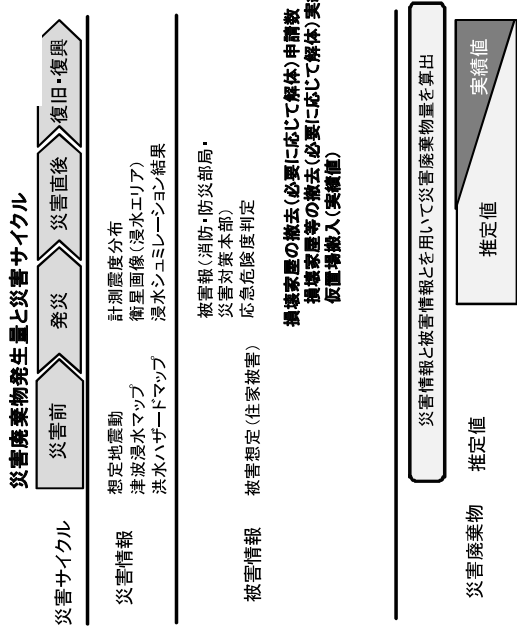 災害廃棄物発生量と災害サイクル
災害サイクル
災害前
発災
災害直後
復旧・復興
災害情報
想定地震動
津波浸水マップ
洪水ハザードマップ
計測震度分布
衛星画像(浸水エリア)
浸水シュミレーション結果
被害情報
被害想定(住家被害)
被害報(消防・防災部局・
災害対策本部)
応急危険度判定
損壊家屋の撤去(必要に応じて解体)申請数
損壊家屋等の撤去(必要に応じて解体)実
仮置場搬入(実績値)
災害情報と被害情報とを用いて災害廃棄物量を算出
災害廃棄物
推定値
推定値
実績値